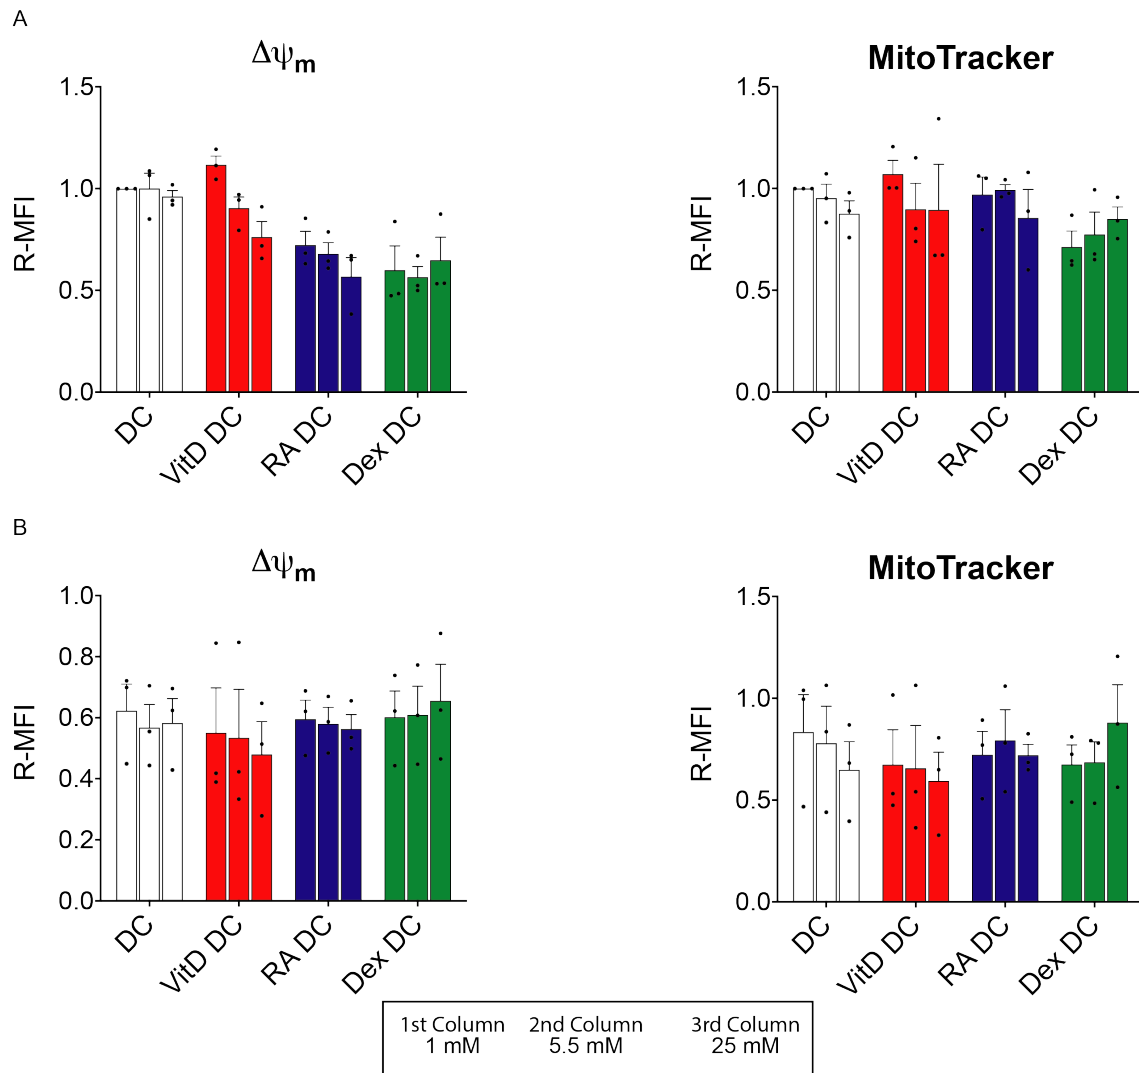 A
Δψm
MitoTracker
R-MFI
1.5
1.0
0.5
0.0
DC
VitD DC
RA DC
Dex DC
R-MFI
1.5
1.0
0.5
0.0
DC
VitD DC
RA DC
Dex DC
B
Δψm
MitoTracker
R-MFI
1.0
0.8
0.6
0.4
0.2
0.0
DC
VitD DC
RA DC
Dex DC
R-MFI
1.5
1.0
0.5
0.0
DC
VitD DC
RA DC
Dex DC
1st Column 2nd Column 3rd Column
1 mM 5.5 mM 25 mM